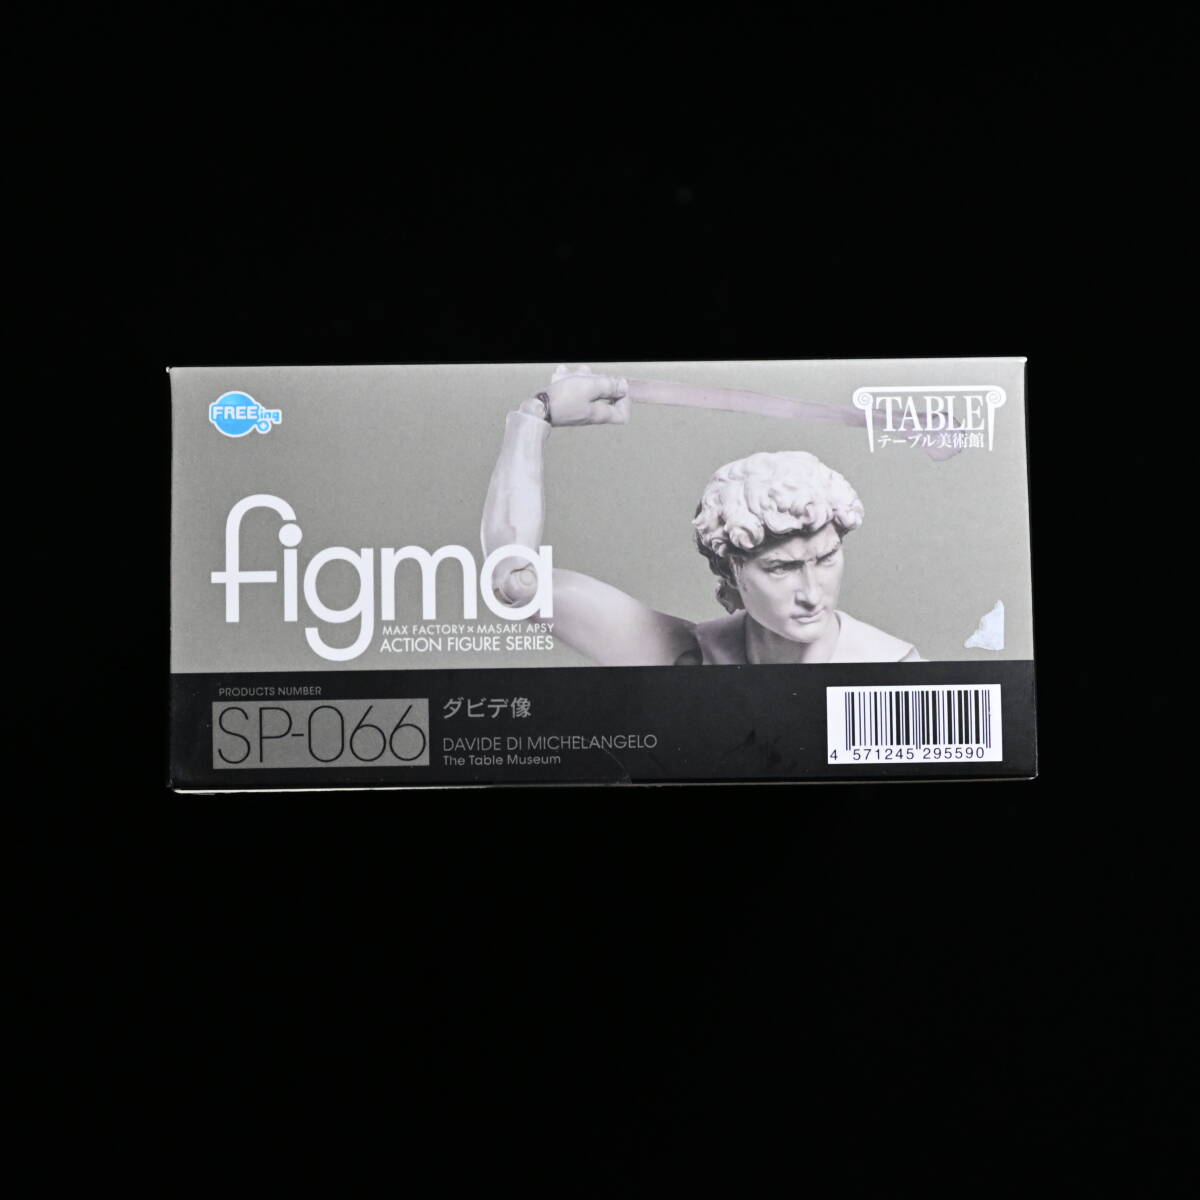 FREEing
TABLE
テーブル美術館
figma
MAX FACTORY × MASAKI APSY
ACTION FIGURE SERIES
PRODUCTS NUMBER
SP-066
ダビデ像
DAVIDE DI MICHELANGELO
The Table Museum
4 571245 295590